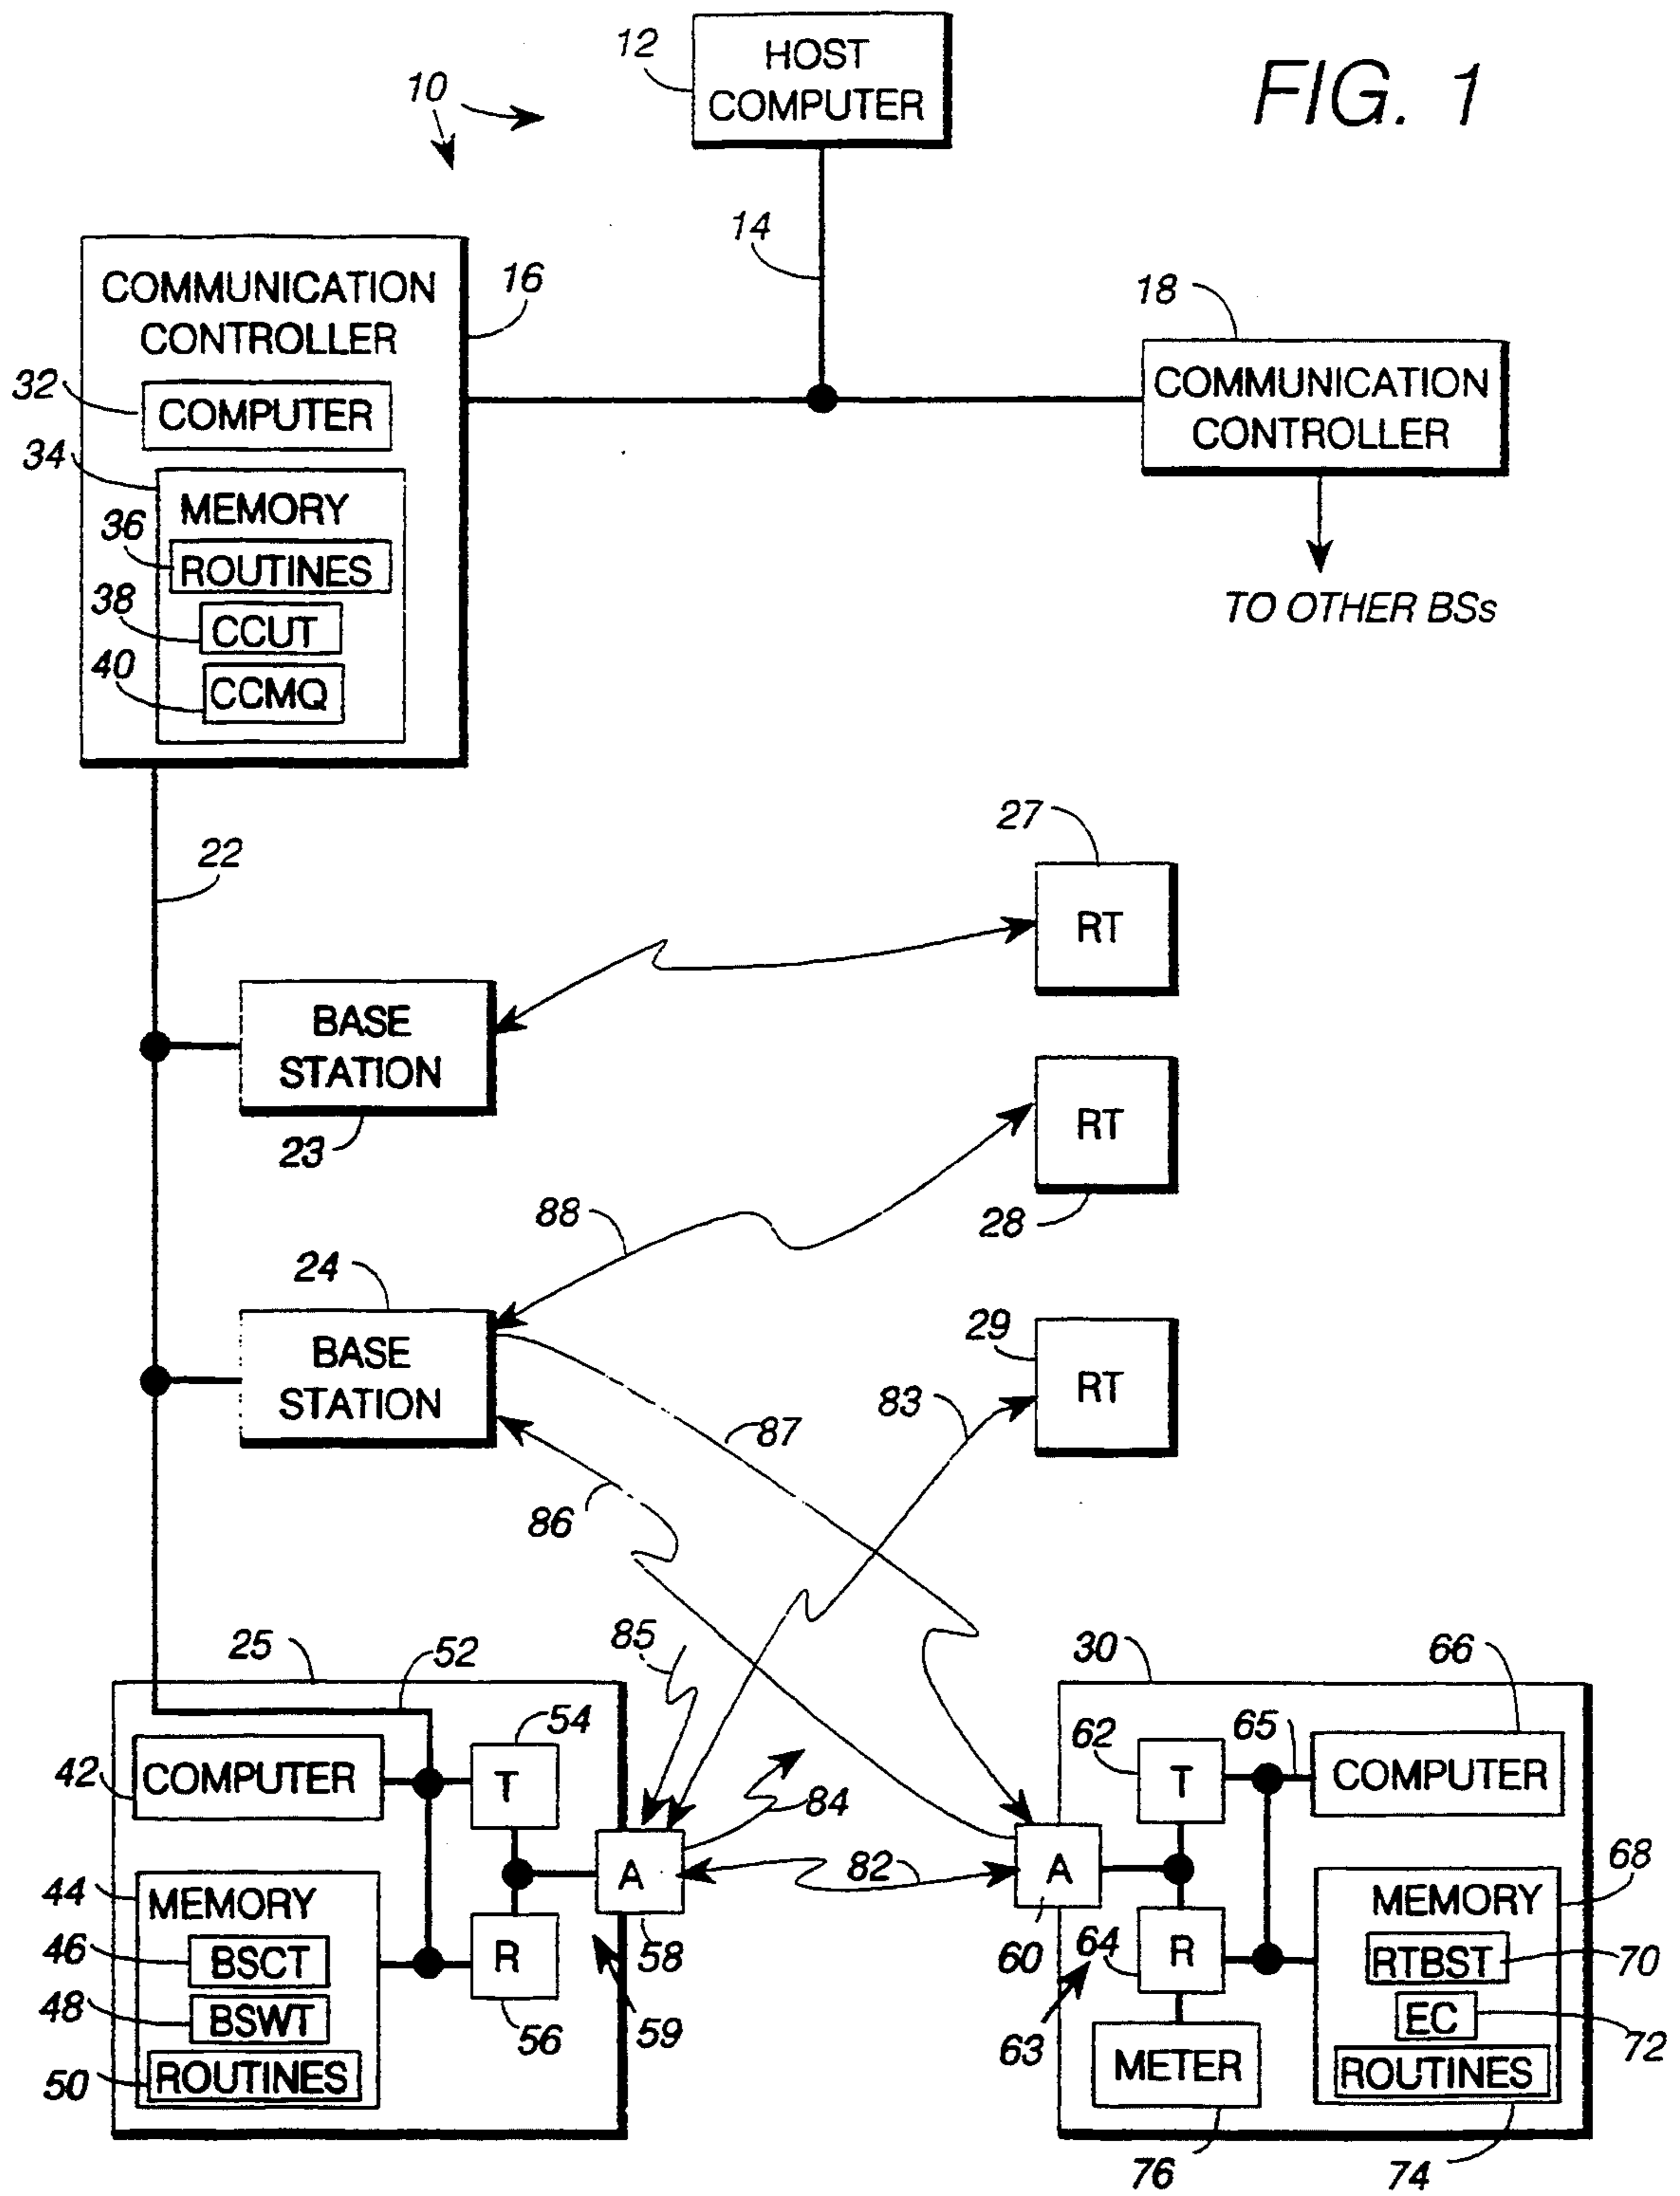 FIG. 1
10
12
HOST
COMPUTER
14
16
COMMUNICATION
CONTROLLER
32
COMPUTER
34
MEMORY
36
ROUTINES
38
CCUT
40
CCMQ
18
COMMUNICATION
CONTROLLER
TO OTHER BSs
22
27
RT
BASE
STATION
23
RT
28
88
24
BASE
STATION
29
RT
83
87
86
85
25
52
54
42
COMPUTER
T
84
44
MEMORY
46
BSCT
48
BSWT
50
ROUTINES
R
56
A
58
59
82
30
66
62
T
65
COMPUTER
A
60
63
64
R
METER
76
68
MEMORY
RTBST
70
EC
72
ROUTINES
74